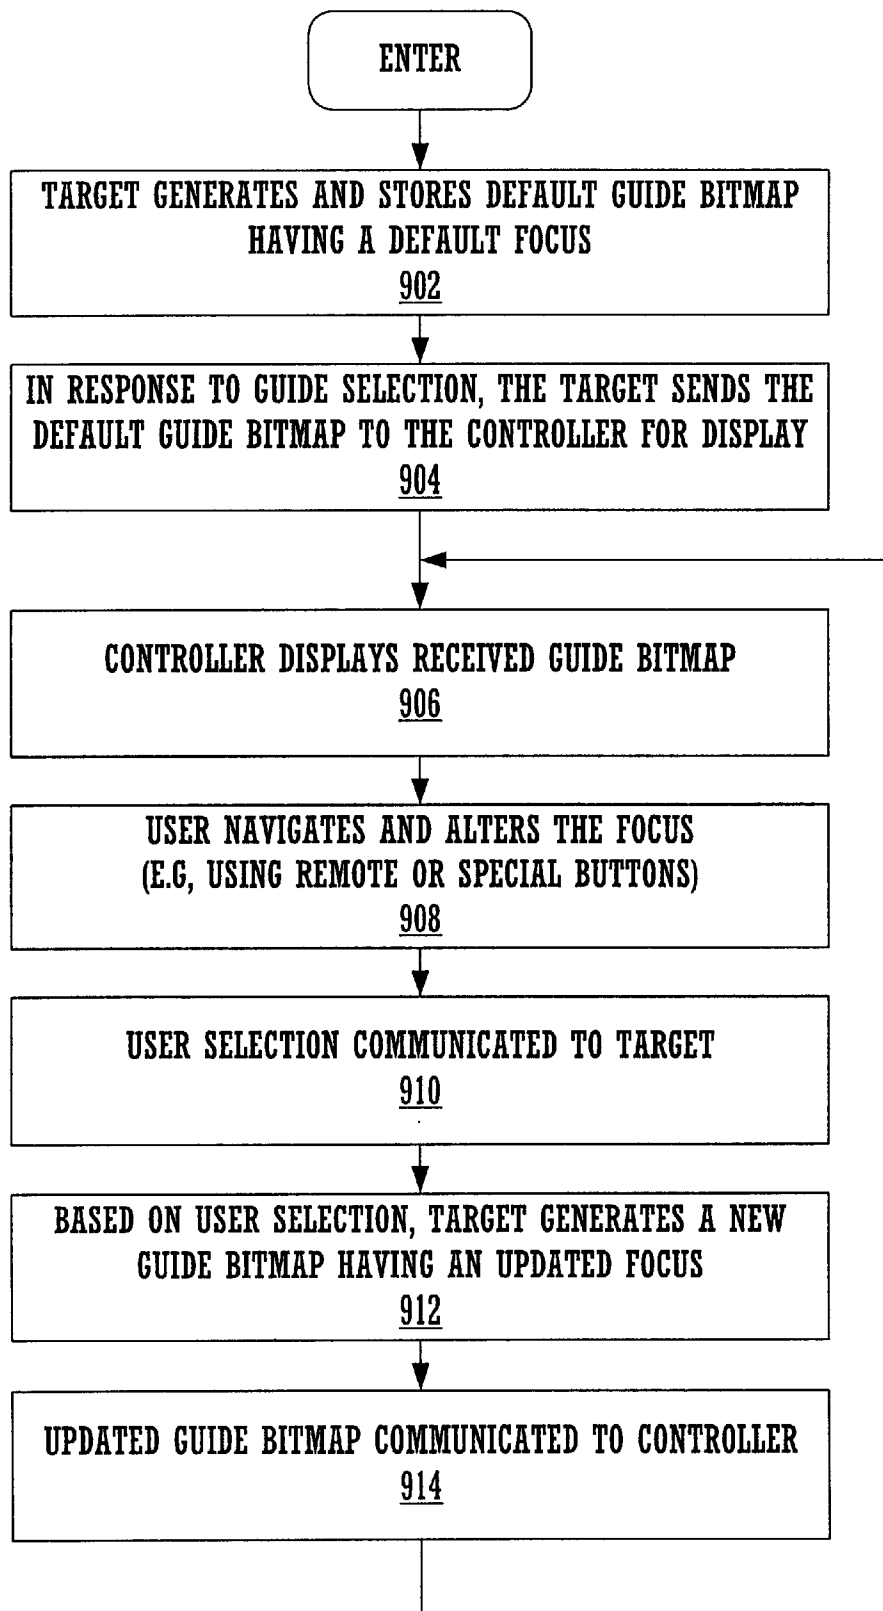 ENTER
TARGET GENERATES AND STORES DEFAULT GUIDE BITMAP
HAVING A DEFAULT FOCUS
902
IN RESPONSE TO GUIDE SELECTION, THE TARGET SENDS THE
DEFAULT GUIDE BITMAP TO THE CONTROLLER FOR DISPLAY
904
CONTROLLER DISPLAYS RECEIVED GUIDE BITMAP
906
USER NAVIGATES AND ALTERS THE FOCUS
(E.G, USING REMOTE OR SPECIAL BUTTONS)
908
USER SELECTION COMMUNICATED TO TARGET
910
BASED ON USER SELECTION, TARGET GENERATES A NEW
GUIDE BITMAP HAVING AN UPDATED FOCUS
912
UPDATED GUIDE BITMAP COMMUNICATED TO CONTROLLER
914